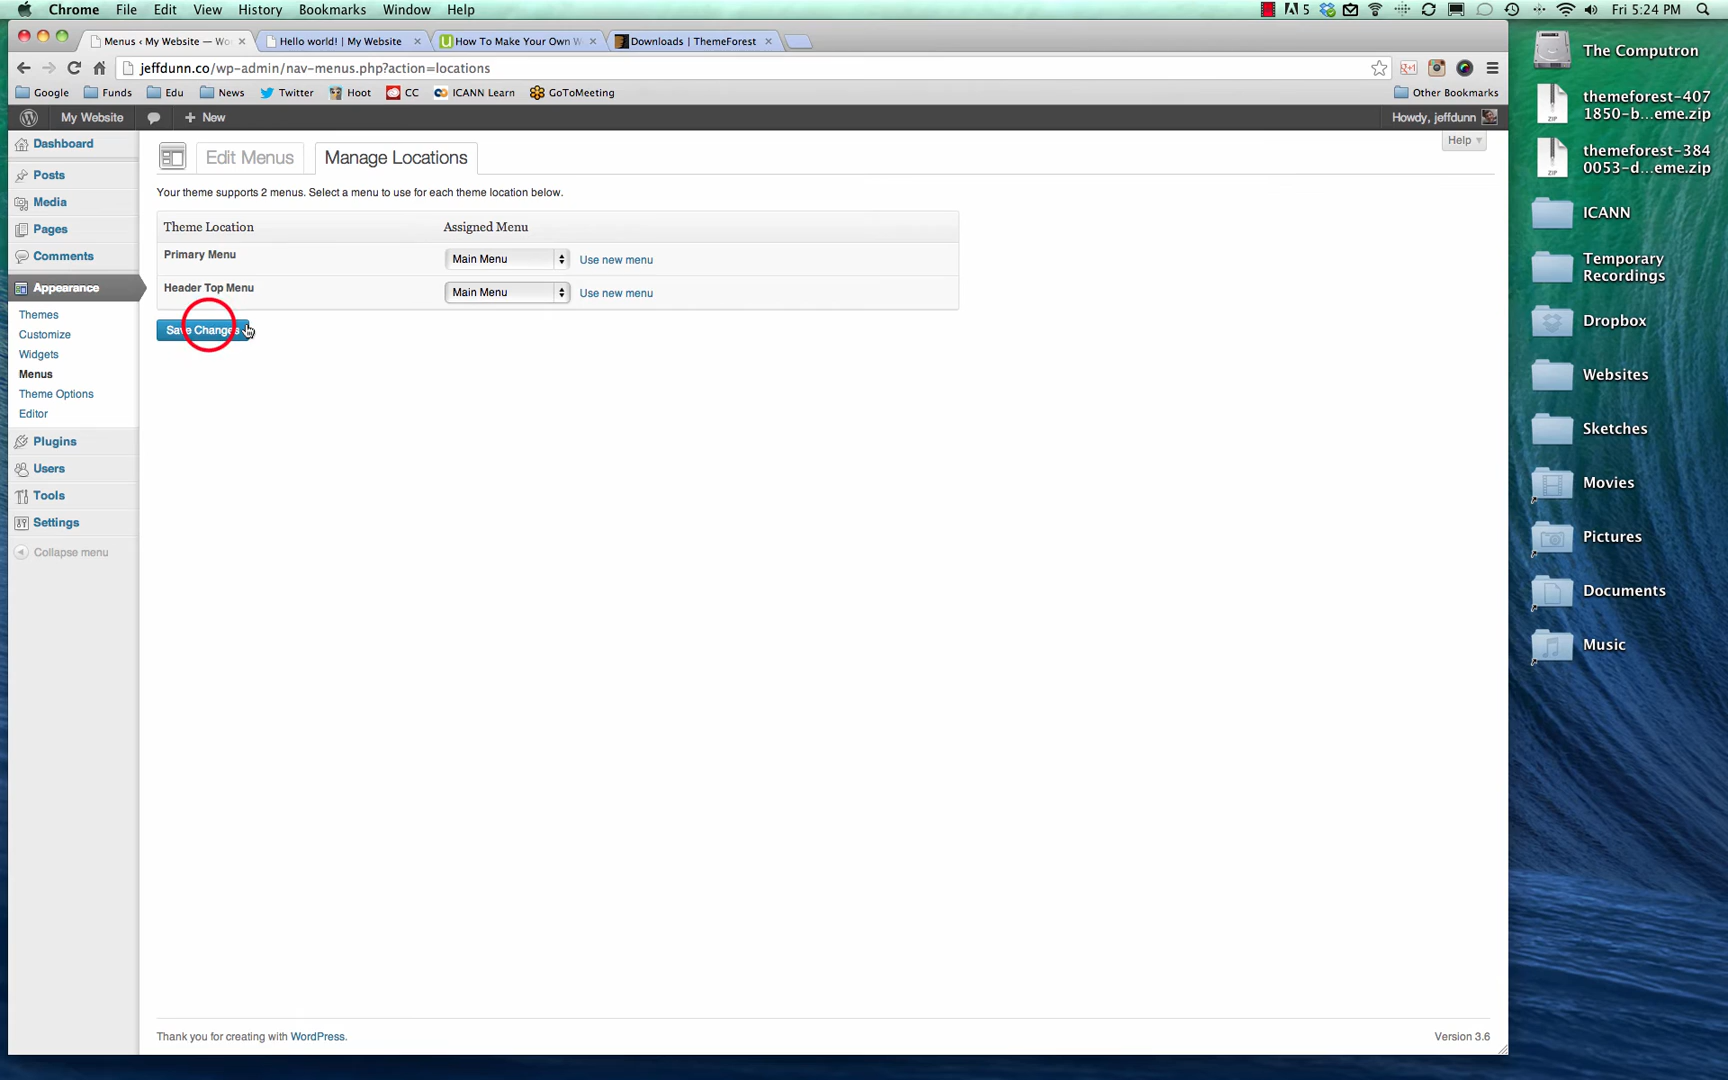 Chrome File Edit View History Bookmarks Window Help 5 Fri 5:24 PM
Menus ‹ My Website — Wo
Hello world! | My Website
How To Make Your Own W
Downloads | ThemeForest
jeffdunn.co/wp-admin/nav-menus.php?action=locations
Google Funds Edu News Twitter Hoot CC ICANN Learn GoToMeeting Other Bookmarks
My Website + New Howdy, jeffdunn
Help
Dashboard
Posts
Media
Pages
Comments
Appearance
Themes
Customize
Widgets
Menus
Theme Options
Editor
Plugins
Users
Tools
Settings
Collapse menu
Edit Menus Manage Locations
Your theme supports 2 menus. Select a menu to use for each theme location below.
Theme Location Assigned Menu
Primary Menu Main Menu Use new menu
Header Top Menu Main Menu Use new menu
Save Changes
Thank you for creating with WordPress. Version 3.6
The Computron
ZIP
themeforest-407
1850-b...eme.zip
ZIP
themeforest-384
0053-d...eme.zip
ICANN
Temporary
Recordings
Dropbox
Websites
Sketches
Movies
Pictures
Documents
Music